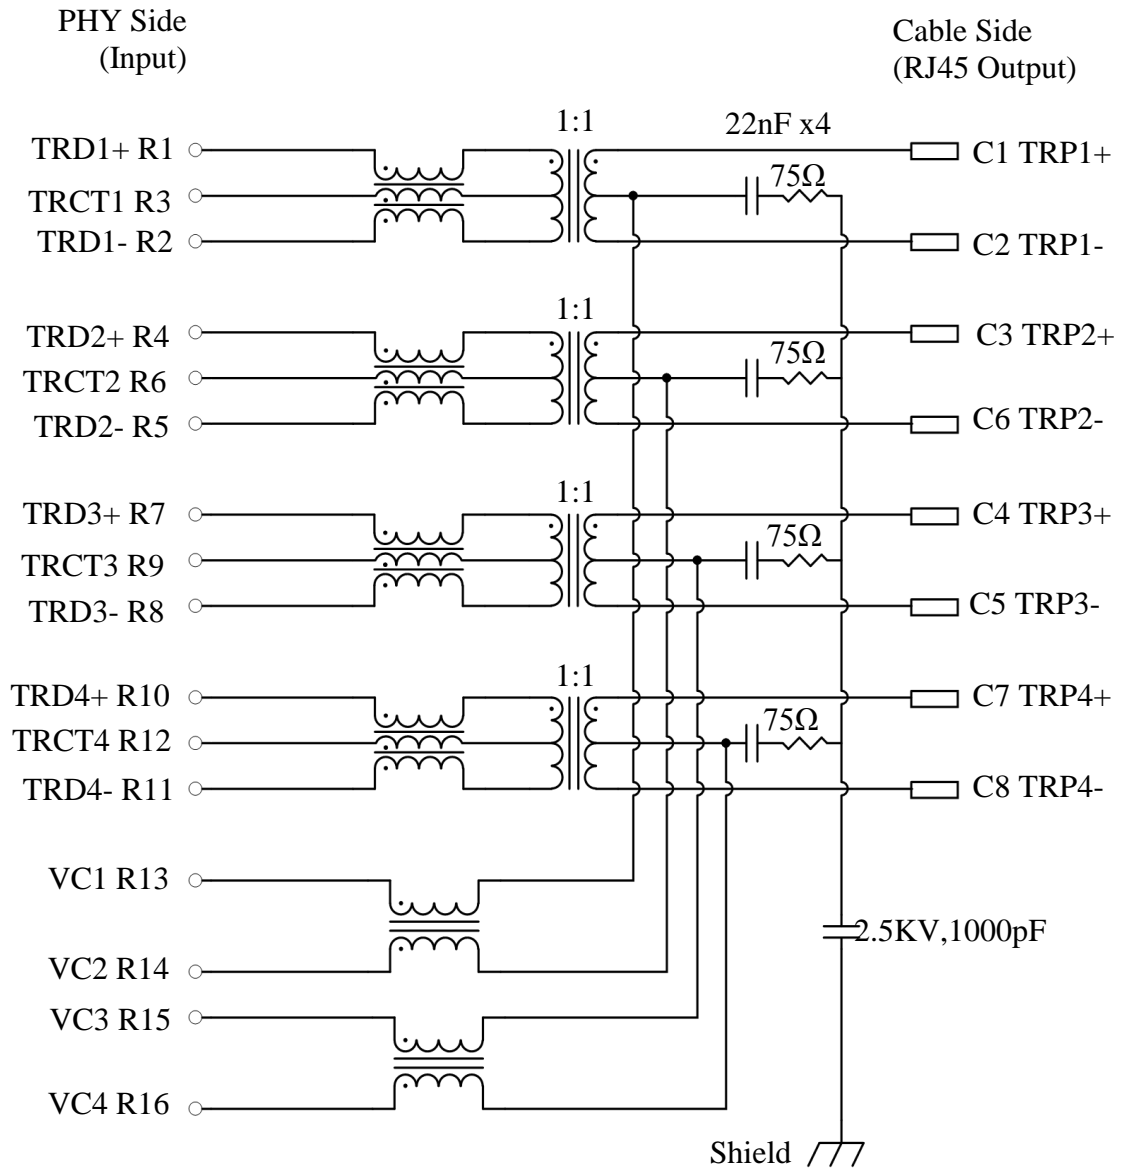 PHY Side
(Input)
Cable Side
(RJ45 Output)
1:1
22nF x4
TRD1+ R1
C1 TRP1+
75Ω
TRCT1 R3
TRD1- R2
C2 TRP1-
1:1
TRD2+ R4
C3 TRP2+
75Ω
TRCT2 R6
TRD2- R5
C6 TRP2-
1:1
TRD3+ R7
C4 TRP3+
75Ω
TRCT3 R9
TRD3- R8
C5 TRP3-
1:1
TRD4+ R10
C7 TRP4+
75Ω
TRCT4 R12
TRD4- R11
C8 TRP4-
VC1 R13
2.5KV,1000pF
VC2 R14
VC3 R15
VC4 R16
Shield